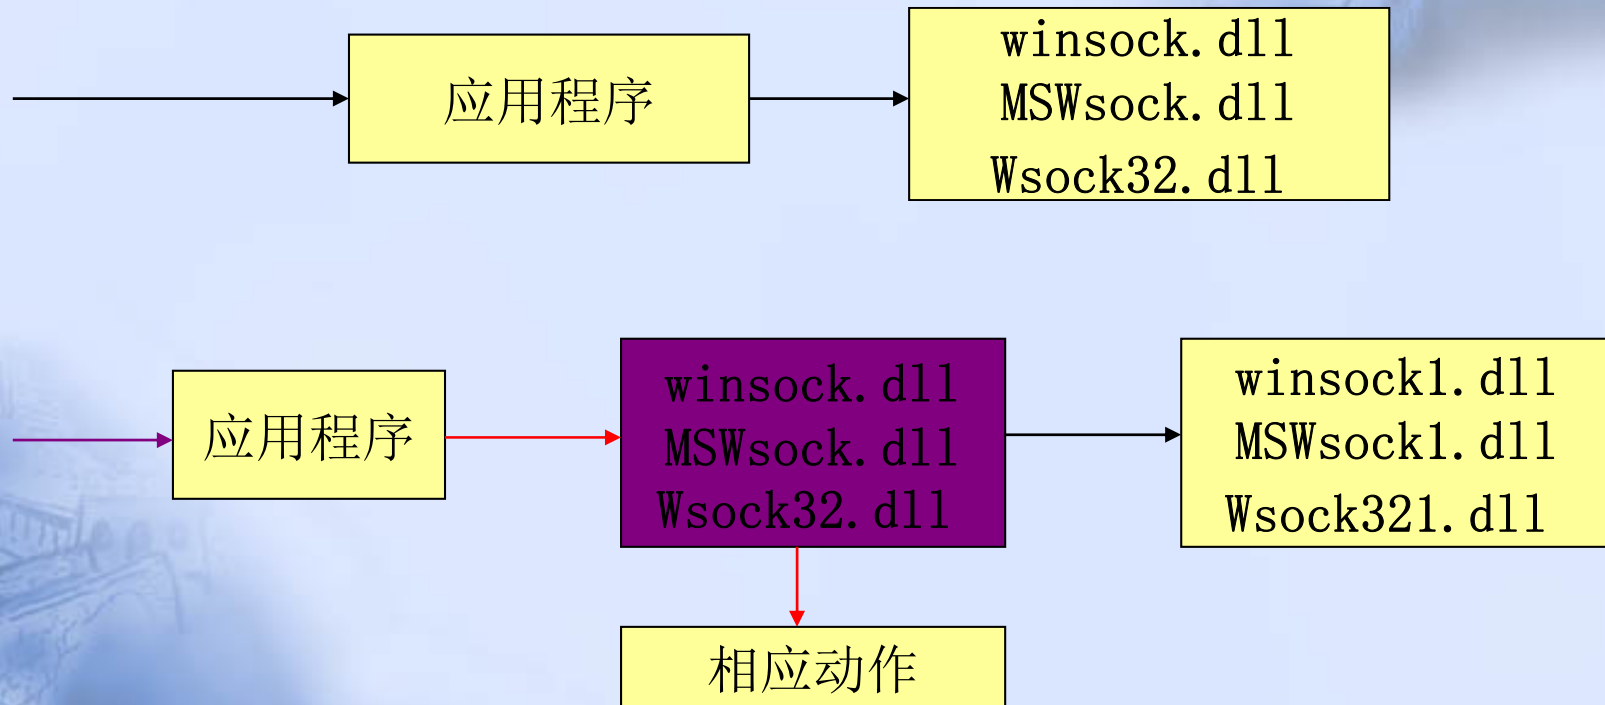 应用程序
winsock.dll
MSWsock.dll
Wsock32.dll
应用程序
winsock.dll
MSWsock.dll
Wsock32.dll
winsock1.dll
MSWsock1.dll
Wsock321.dll
相应动作